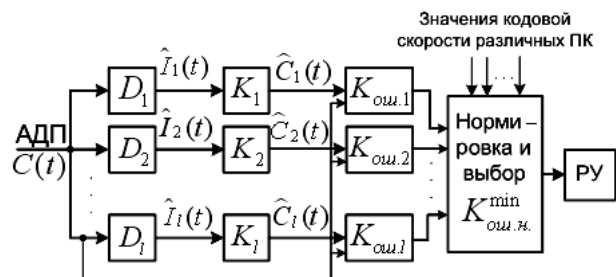 Значения кодовой
скорости различных ПК
. . .
АДП
C(t)
D₁ Î₁(t) K₁ Ĉ₁(t) Kош.1
D₂ Î₂(t) K₂ Ĉ₂(t) Kош.2
Dₗ Îₗ(t) Kₗ Ĉₗ(t) Kош.l
Норми –
ровка и
выбор
K^min ош.н.
РУ